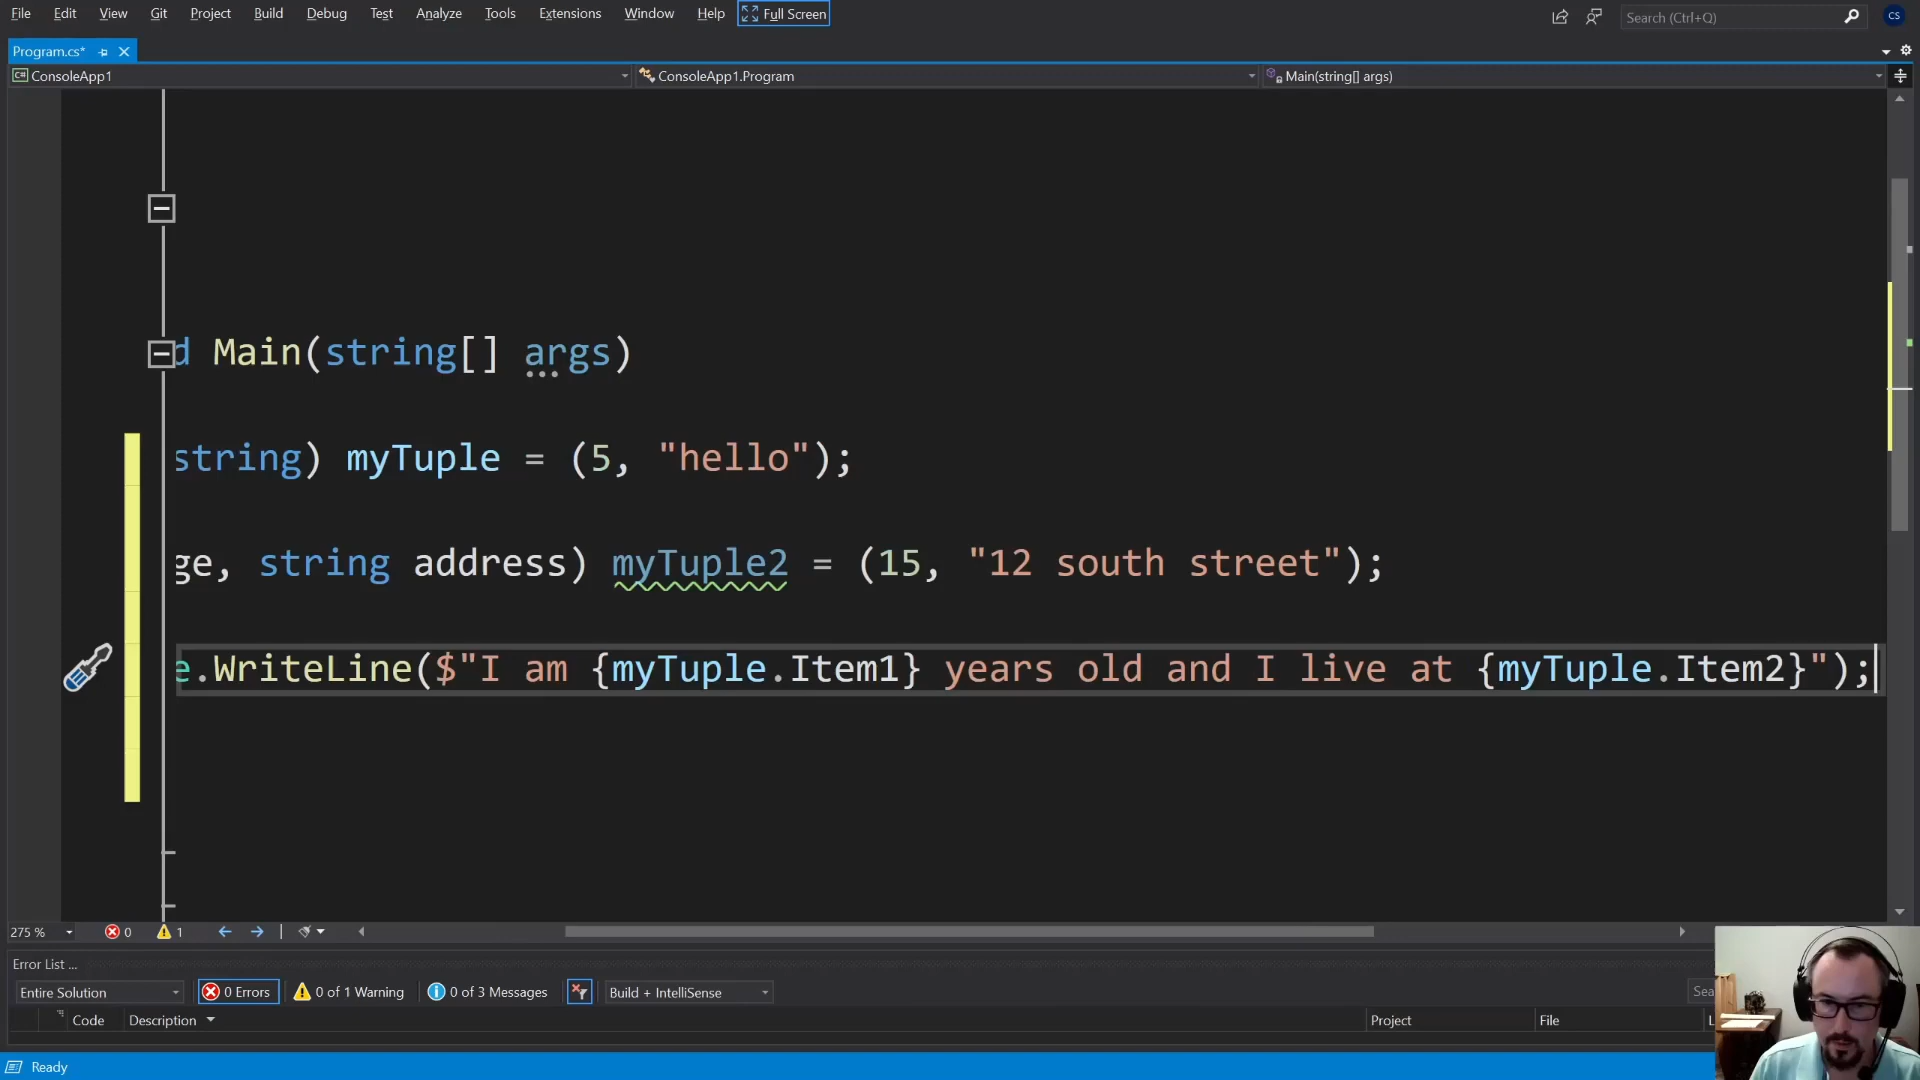 File Edit View Git Project Build Debug Test Analyze Tools Extensions Window Help Full Screen Search (Ctrl+Q) CS
Program.cs*
C# ConsoleApp1 ConsoleApp1.Program Main(string[] args)
d Main(string[] args)
string) myTuple = (5, "hello");
ge, string address) myTuple2 = (15, "12 south street");
e.WriteLine($"I am {myTuple.Item1} years old and I live at {myTuple.Item2}");
275 % 0 1
Error List ...
Entire Solution 0 Errors 0 of 1 Warning 0 of 3 Messages Build + IntelliSense Sea
Code Description Project File L
Ready